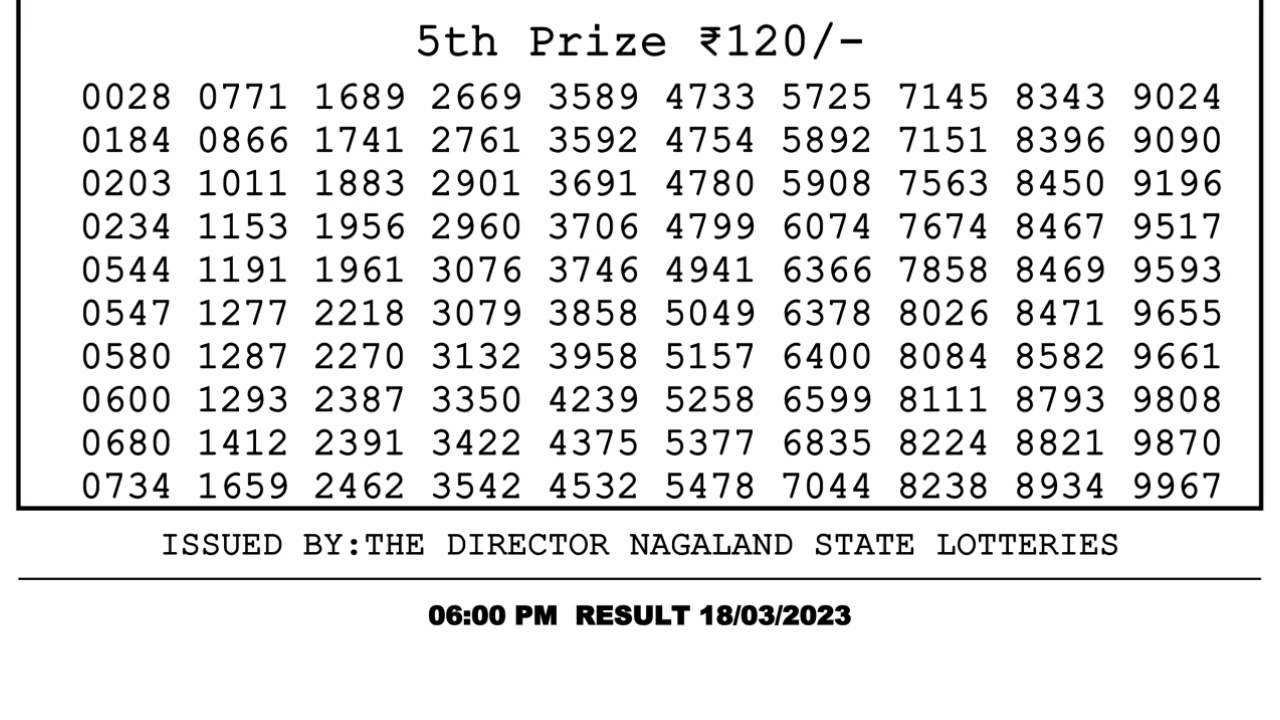 5th Prize ₹120/-
0028 0771 1689 2669 3589 4733 5725 7145 8343 9024
0184 0866 1741 2761 3592 4754 5892 7151 8396 9090
0203 1011 1883 2901 3691 4780 5908 7563 8450 9196
0234 1153 1956 2960 3706 4799 6074 7674 8467 9517
0544 1191 1961 3076 3746 4941 6366 7858 8469 9593
0547 1277 2218 3079 3858 5049 6378 8026 8471 9655
0580 1287 2270 3132 3958 5157 6400 8084 8582 9661
0600 1293 2387 3350 4239 5258 6599 8111 8793 9808
0680 1412 2391 3422 4375 5377 6835 8224 8821 9870
0734 1659 2462 3542 4532 5478 7044 8238 8934 9967
ISSUED BY:THE DIRECTOR NAGALAND STATE LOTTERIES
06:00 PM RESULT 18/03/2023